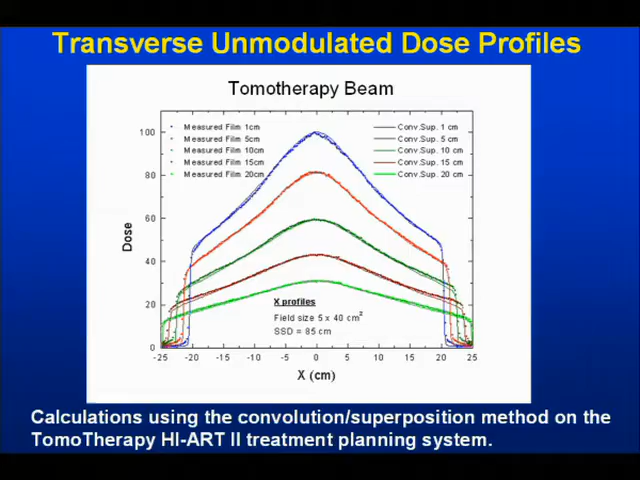 Transverse Unmodulated Dose Profiles
Tomotherapy Beam
Measured Film 1cm
Measured Film 5cm
Measured Film 10cm
Measured Film 15cm
Measured Film 20cm
Conv.Sup. 1 cm
Conv.Sup. 5 cm
Conv.Sup. 10 cm
Conv.Sup. 15 cm
Conv.Sup. 20 cm
100
80
60
40
20
0
Dose
X profiles
Field size 5 x 40 cm²
SSD = 85 cm
-25 -20 -15 -10 -5 0 5 10 15 20 25
X (cm)
Calculations using the convolution/superposition method on the
TomoTherapy HI-ART II treatment planning system.